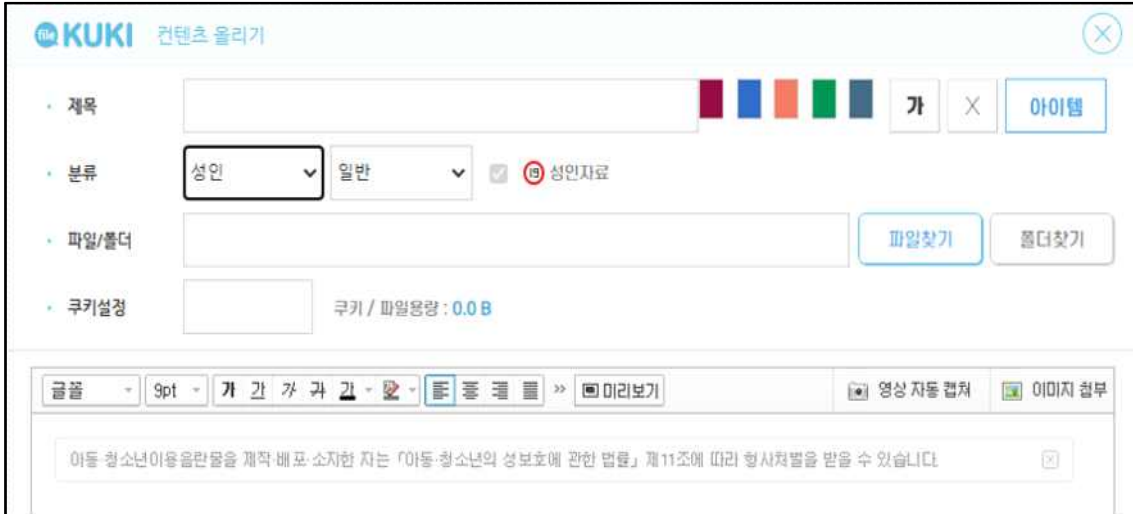 file KUKI 컨텐츠 올리기
제목 가 X 아이템
분류 성인 일반 19 성인자료
파일/폴더 파일찾기 폴더찾기
쿠키설정 쿠키 / 파일용량 : 0.0 B
글꼴 9pt 가 간 가 과 긴 » 미리보기 영상 자동 캡쳐 이미지 첨부
아동·청소년이용음란물을 제작·배포·소지한 자는 「아동·청소년의 성보호에 관한 법률」 제11조에 따라 형사처벌을 받을 수 있습니다.